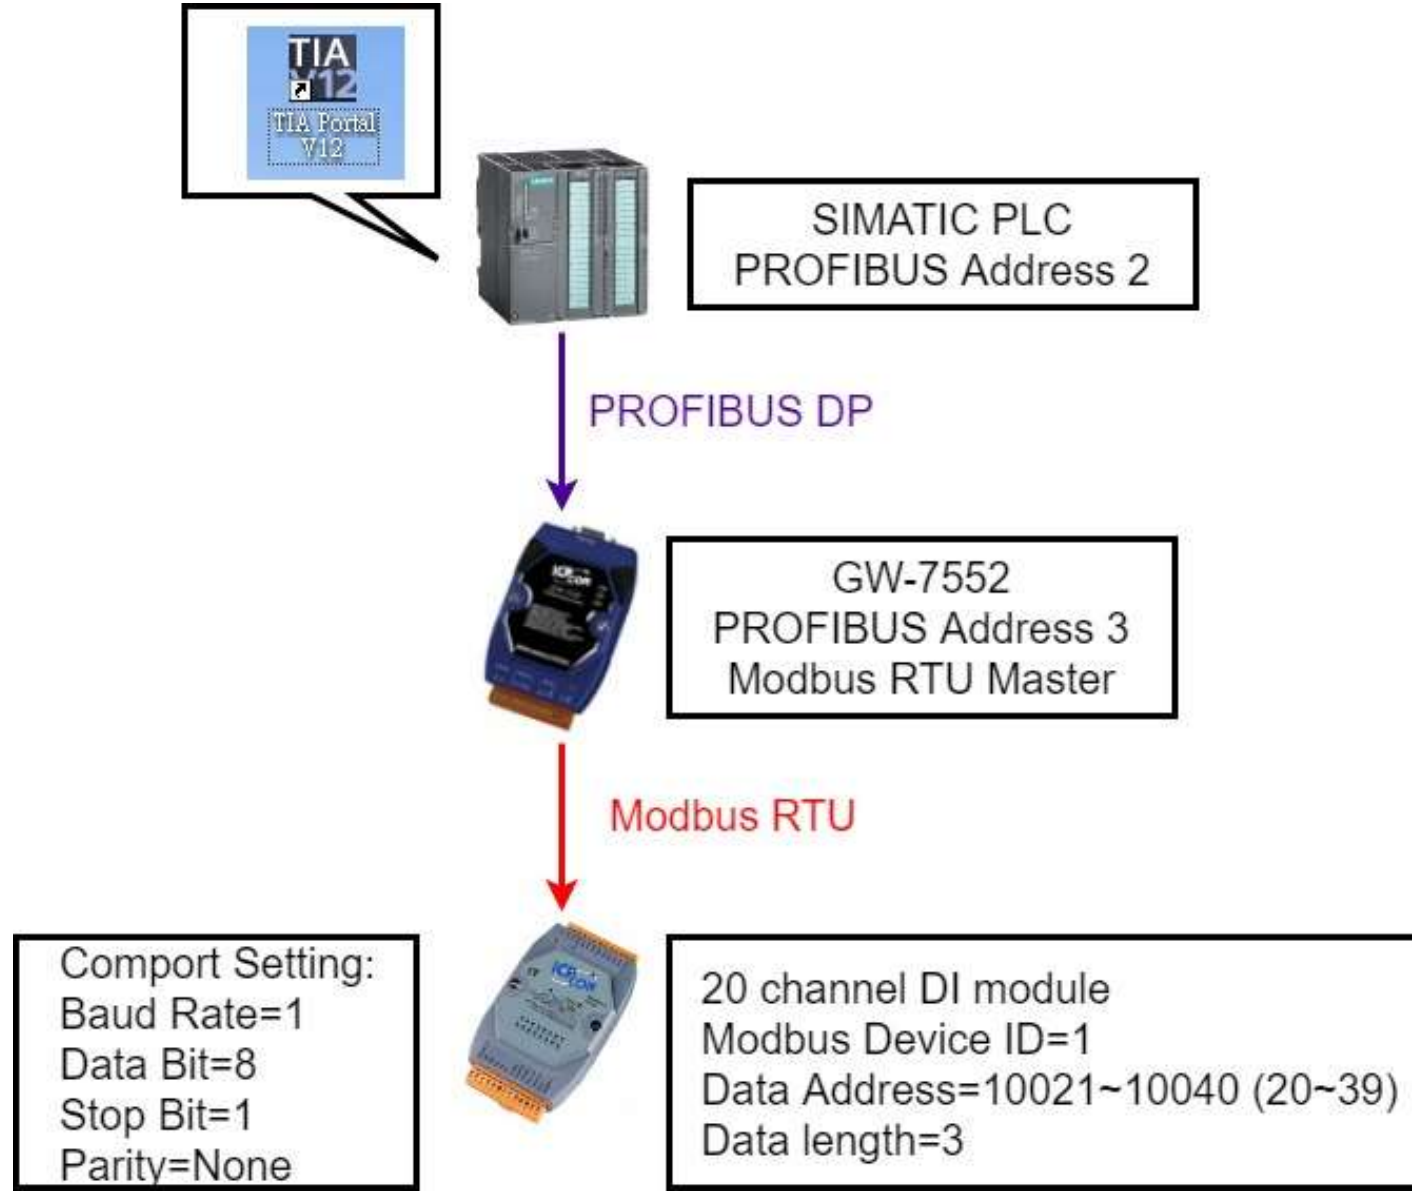 TIA
V12
TIA Portal
V12
SIMATIC PLC
PROFIBUS Address 2
PROFIBUS DP
GW-7552
PROFIBUS Address 3
Modbus RTU Master
Modbus RTU
Comport Setting:
Baud Rate=1
Data Bit=8
Stop Bit=1
Parity=None
20 channel DI module
Modbus Device ID=1
Data Address=10021~10040 (20~39)
Data length=3